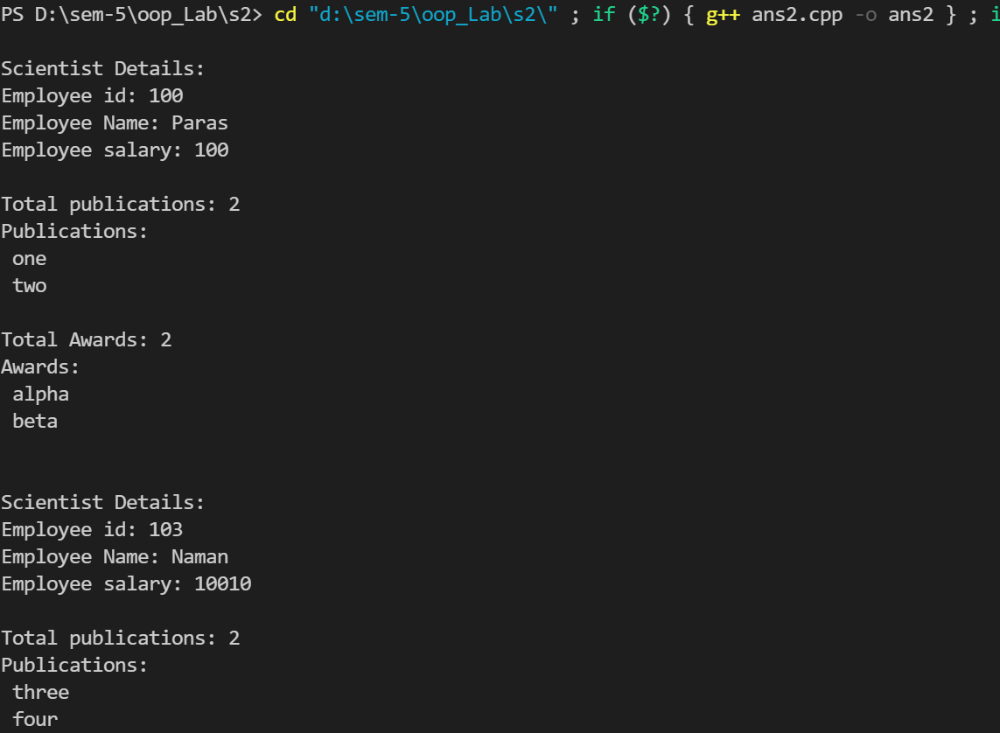 PS D:\sem-5\oop_Lab\s2> cd "d:\sem-5\oop_Lab\s2\" ; if ($?) { g++ ans2.cpp -o ans2 } ; i
Scientist Details:
Employee id: 100
Employee Name: Paras
Employee salary: 100
Total publications: 2
Publications:
one
two
Total Awards: 2
Awards:
alpha
beta
Scientist Details:
Employee id: 103
Employee Name: Naman
Employee salary: 10010
Total publications: 2
Publications:
three
four